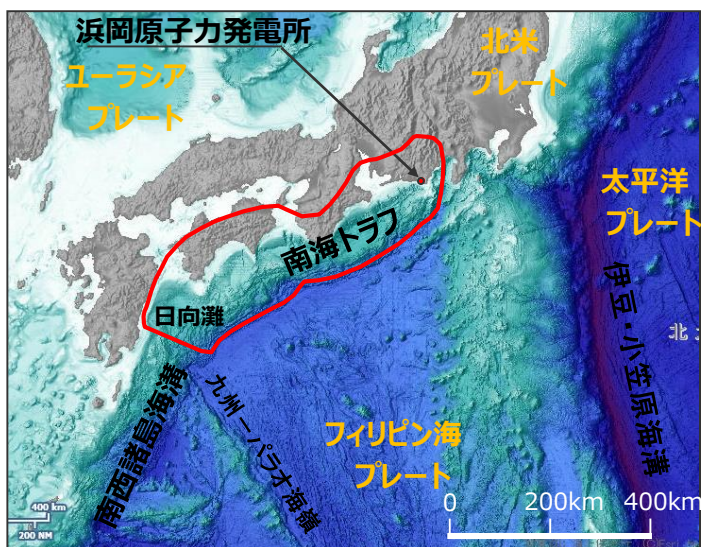 浜岡原子力発電所
北米
プレート
ユーラシア
プレート
太平洋
プレート
南海トラフ
日向灘
伊豆・小笠原海溝
北
南西諸島海溝
九州ーパラオ海嶺
フィリピン海
プレート
0 200km 400km
400 km
200 NM